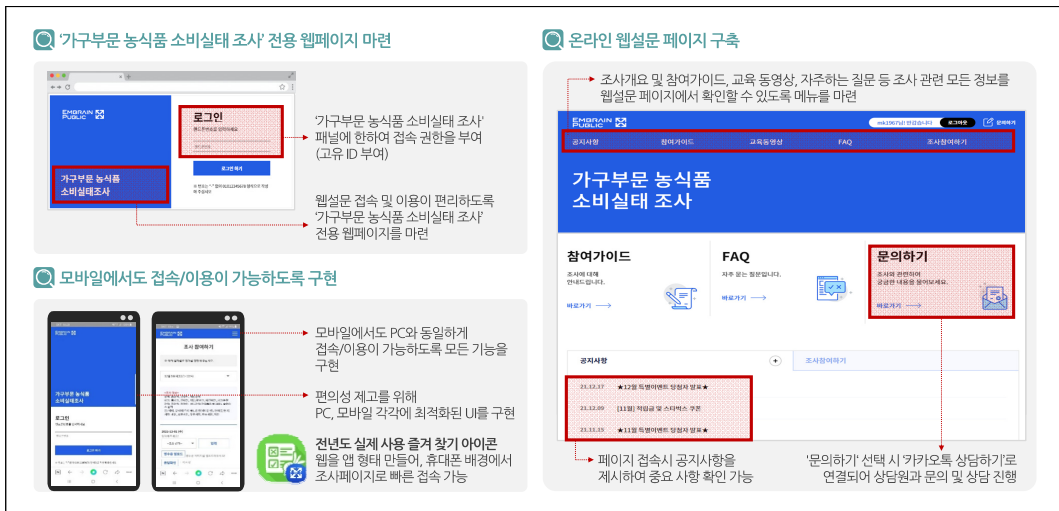 '가구부문 농식품 소비실태 조사' 전용 웹페이지 마련
EMBRAIN
PUBLIC
가구부문 농식품
소비실태조사
로그인
로그인 하기
'가구부문 농식품 소비실태 조사'
패널에 한하여 접속 권한을 부여
(고유 ID 부여)
웹설문 접속 및 이용이 편리하도록
'가구부문 농식품 소비실태 조사'
전용 웹페이지를 마련
모바일에서도 접속/이용이 가능하도록 구현
가구부문 농식품
소비실태조사
로그인
조사 참여하기
모바일에서도 PC와 동일하게
접속/이용이 가능하도록 모든 기능을
구현
편의성 제고를 위해
PC, 모바일 각각에 최적화된 UI를 구현
전년도 실제 사용 즐겨 찾기 아이콘
웹을 앱 형태 만들어, 휴대폰 배경에서
조사페이지로 빠른 접속 가능
온라인 웹설문 페이지 구축
조사개요 및 참여가이드, 교육 동영상, 자주하는 질문 등 조사 관련 모든 정보를
웹설문 페이지에서 확인할 수 있도록 메뉴를 마련
EMBRAIN
PUBLIC
mk1967님 반갑습니다 로그아웃 문의하기
공지사항 참여가이드 교육동영상 FAQ 조사참여하기
가구부문 농식품
소비실태 조사
참여가이드
조사에 대해
안내드립니다.
바로가기
FAQ
자주 묻는 질문입니다.
바로가기
문의하기
조사와 관련하여
궁금한 내용을 물어보세요.
바로가기
공지사항 조사참여하기
21.12.17 ★12월 특별이벤트 당첨자 발표★
21.12.09 [11월] 적립금 및 스타벅스 쿠폰
21.11.15 ★11월 특별이벤트 당첨자 발표★
페이지 접속시 공지사항을
제시하여 중요 사항 확인 가능
'문의하기' 선택 시 '카카오톡 상담하기'로
연결되어 상담원과 문의 및 상담 진행